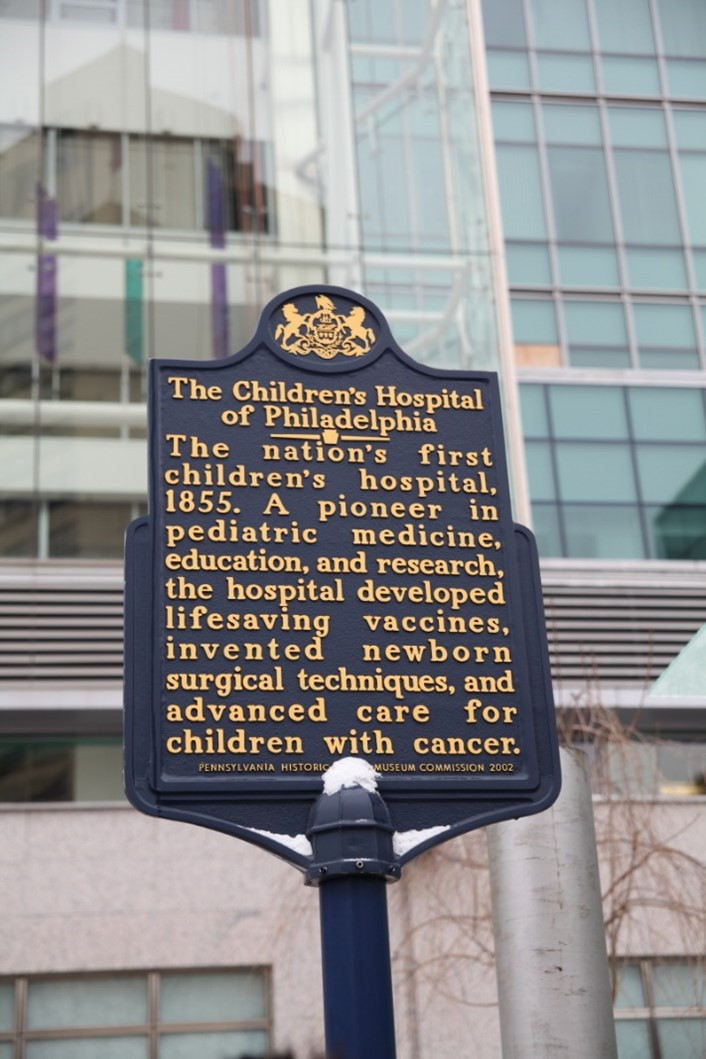 The Children's Hospital
of Philadelphia
The nation's first
children's hospital,
1855. A pioneer in
pediatric medicine,
education, and research,
the hospital developed
lifesaving vaccines,
invented newborn
surgical techniques, and
advanced care for
children with cancer.
PENNSYLVANIA HISTORIC MUSEUM COMMISSION 2002